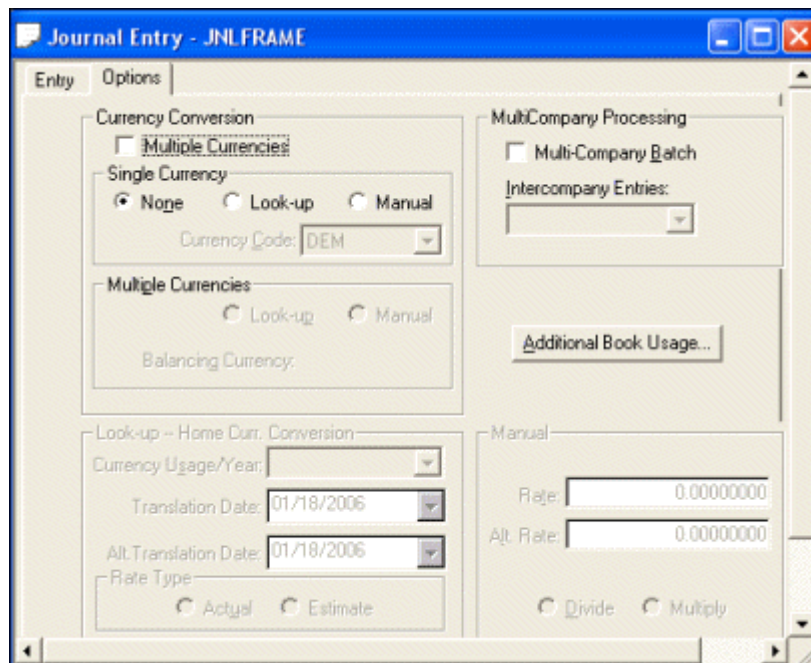 Journal Entry - JNLFRAME
Entry Options
Currency Conversion
Multiple Currencies
Single Currency
None Look-up Manual
Currency Code: DEM
Multiple Currencies
Look-up Manual
Balancing Currency:
MultiCompany Processing
Multi-Company Batch
Intercompany Entries:
Additional Book Usage...
Look-up -- Home Curr. Conversion
Currency Usage/Year:
Translation Date: 01/18/2006
Alt.Translation Date: 01/18/2006
Rate Type
Actual Estimate
Manual
Rate: 0.00000000
Alt. Rate: 0.00000000
Divide Multiply